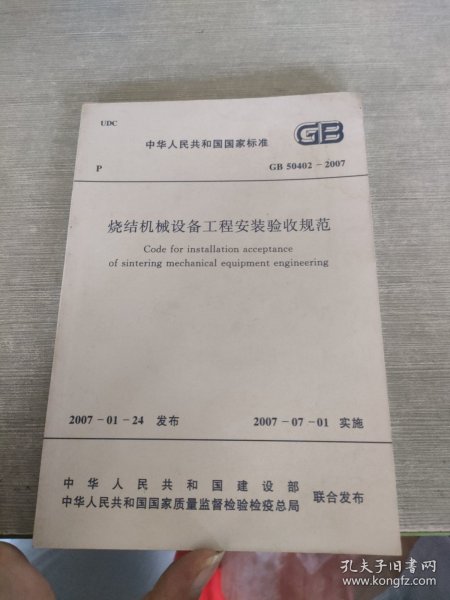 UDC
中华人民共和国国家标准
GB
P
GB 50402-2007
烧结机械设备工程安装验收规范
Code for installation acceptance
of sintering mechanical equipment engineering
2007-01-24 发布
2007-07-01 实施
中华人民共和国建设部
中华人民共和国国家质量监督检验检疫总局
联合发布
孔夫子旧书网
www.kongfz.com